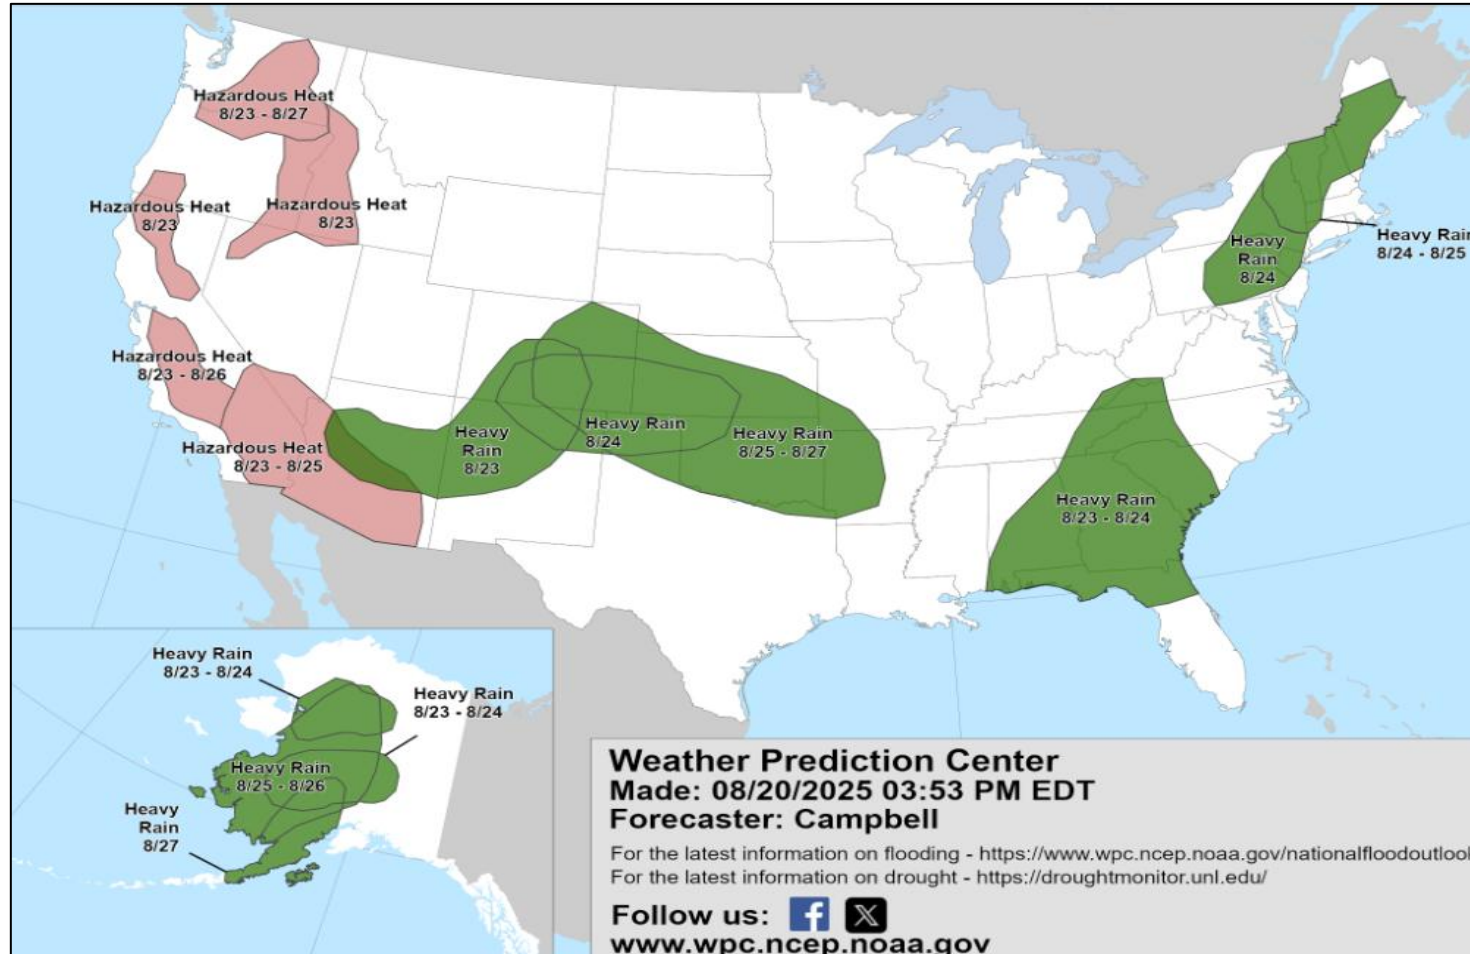 Hazardous Heat
8/23 - 8/27
Hazardous Heat
8/23
Hazardous Heat
8/23
Hazardous Heat
8/23 - 8/26
Hazardous Heat
8/23 - 8/25
Heavy
Rain
8/23
Heavy Rain
8/24
Heavy Rain
8/25 - 8/27
Heavy
Rain
8/24
Heavy Rain
8/24 - 8/25
Heavy Rain
8/23 - 8/24
Heavy Rain
8/23 - 8/24
Heavy Rain
8/23 - 8/24
Heavy Rain
8/25 - 8/26
Heavy
Rain
8/27
Weather Prediction Center
Made: 08/20/2025 03:53 PM EDT
Forecaster: Campbell
For the latest information on flooding - https://www.wpc.ncep.noaa.gov/nationalfloodoutlook
For the latest information on drought - https://droughtmonitor.unl.edu/
Follow us:
www.wpc.ncep.noaa.gov